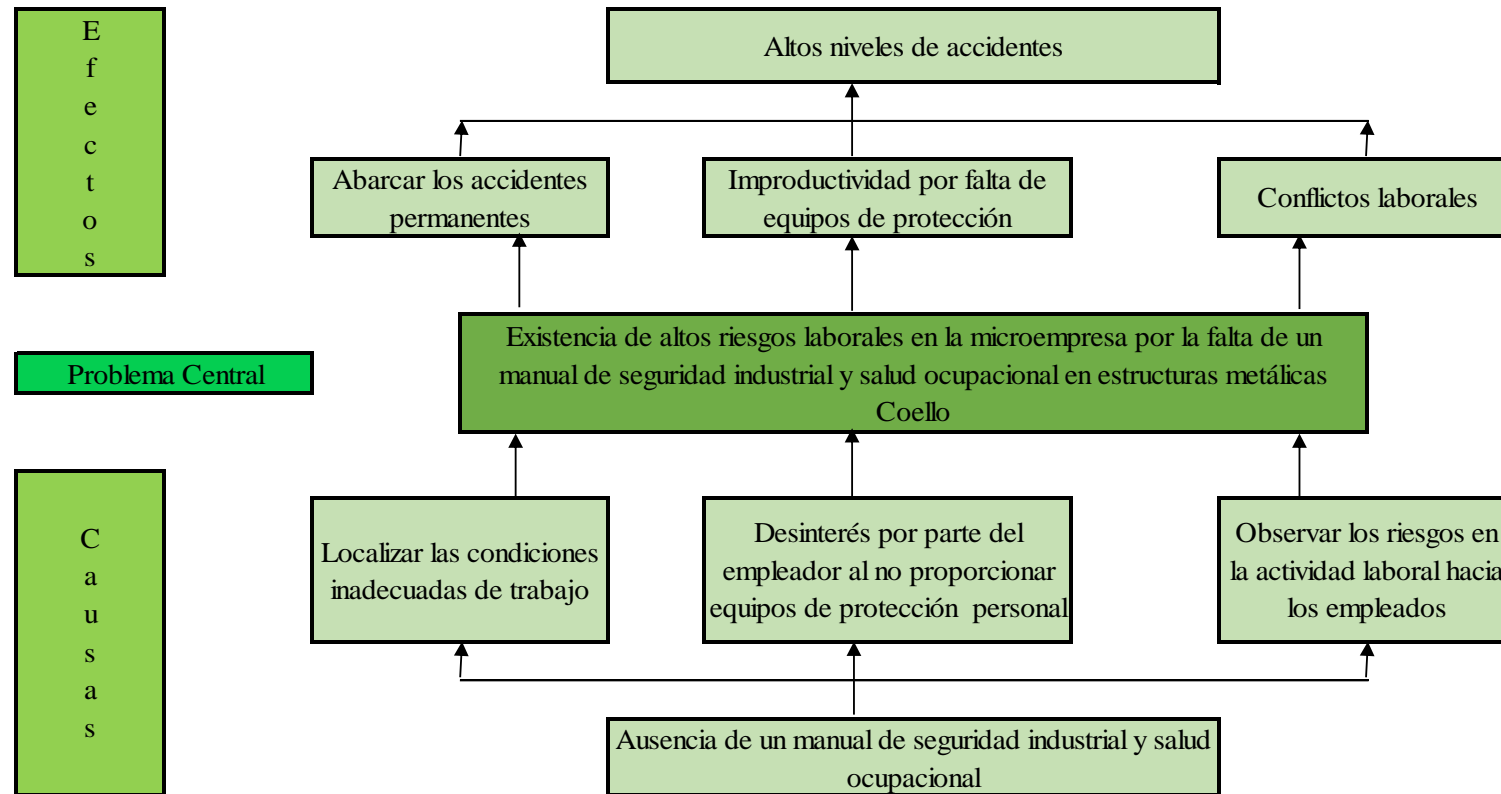 Efectos
Altos niveles de accidentes
Abarcar los accidentes
permanentes
Improductividad por falta de
equipos de protección
Conflictos laborales
Problema Central
Existencia de altos riesgos laborales en la microempresa por la falta de un
manual de seguridad industrial y salud ocupacional en estructuras metálicas
Coello
Causas
Localizar las condiciones
inadecuadas de trabajo
Desinterés por parte del
empleador al no proporcionar
equipos de protección personal
Observar los riesgos en
la actividad laboral hacia
los empleados
Ausencia de un manual de seguridad industrial y salud
ocupacional